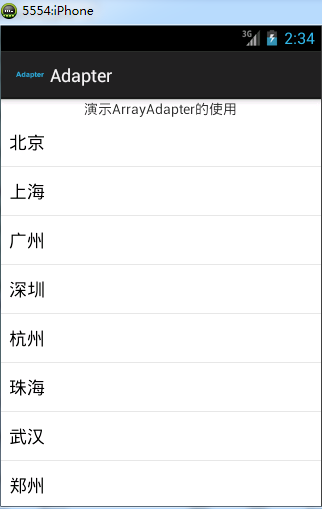 5554:iPhone
3G 2:34
Adapter Adapter
演示ArrayAdapter的使用
北京
上海
广州
深圳
杭州
珠海
武汉
郑州